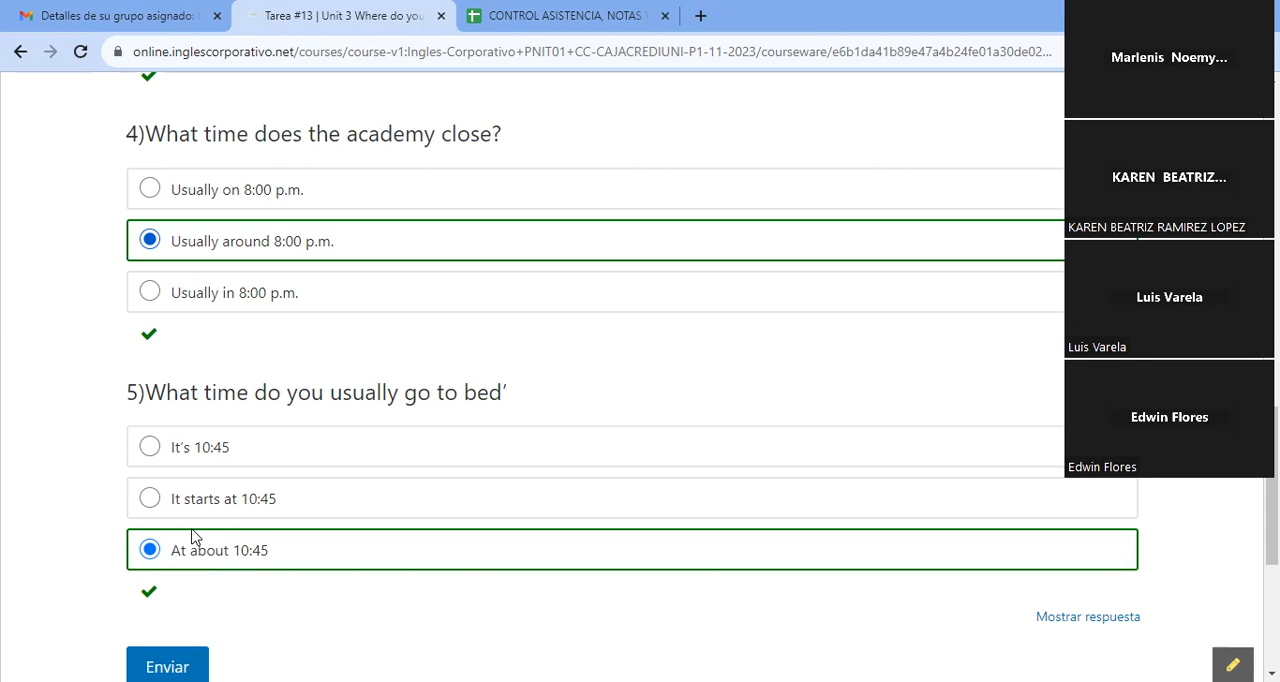 Detalles de su grupo asignado:
Tarea #13 | Unit 3 Where do you
CONTROL ASISTENCIA, NOTAS
online.inglescorporativo.net/courses/course-v1:Ingles-Corporativo+PNIT01+CC-CAJACREDIUNI-P1-11-2023/courseware/e6b1da41b89e47a4b24fe01a30de02...
4)What time does the academy close?
Usually on 8:00 p.m.
Usually around 8:00 p.m.
Usually in 8:00 p.m.
5)What time do you usually go to bed′
It's 10:45
It starts at 10:45
At about 10:45
Mostrar respuesta
Enviar
Marlenis Noemy...
KAREN BEATRIZ...
KAREN BEATRIZ RAMIREZ LOPEZ
Luis Varela
Luis Varela
Edwin Flores
Edwin Flores